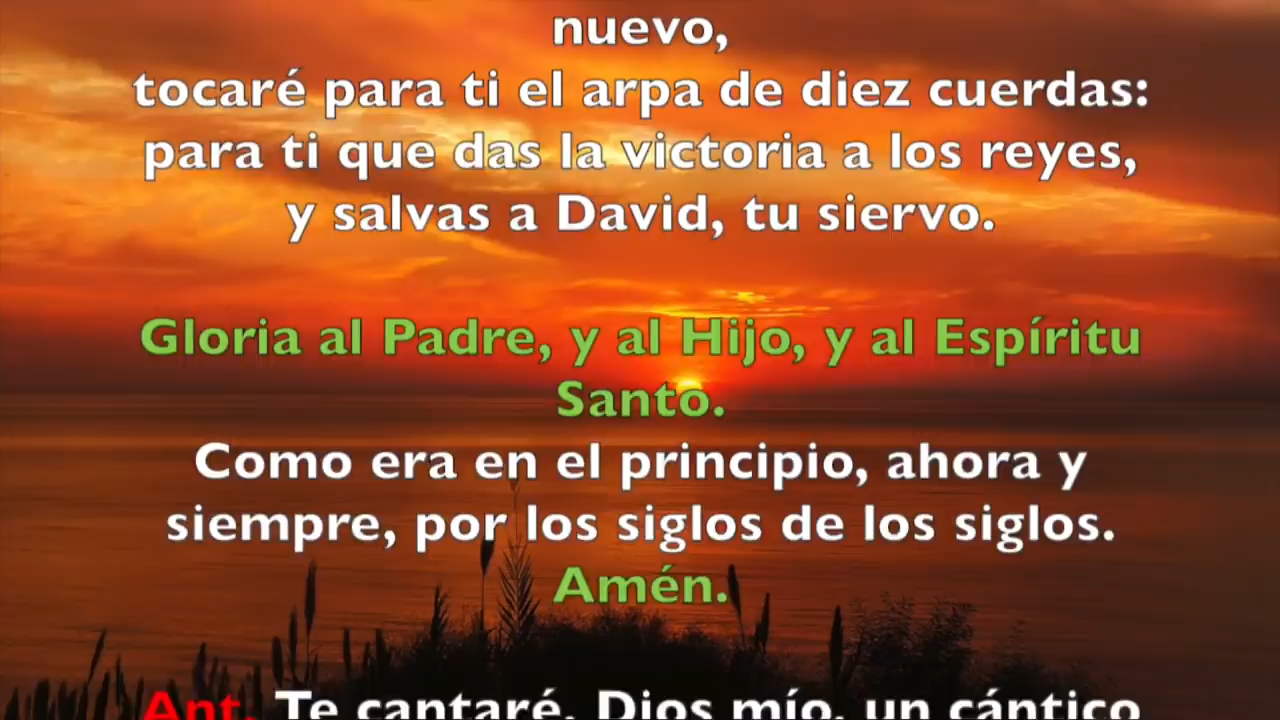 nuevo,
tocaré para ti el arpa de diez cuerdas:
para ti que das la victoria a los reyes,
y salvas a David, tu siervo.
Gloria al Padre, y al Hijo, y al Espíritu
Santo.
Como era en el principio, ahora y
siempre, por los siglos de los siglos.
Amén.
Ant. Te cantaré, Dios mío, un cántico